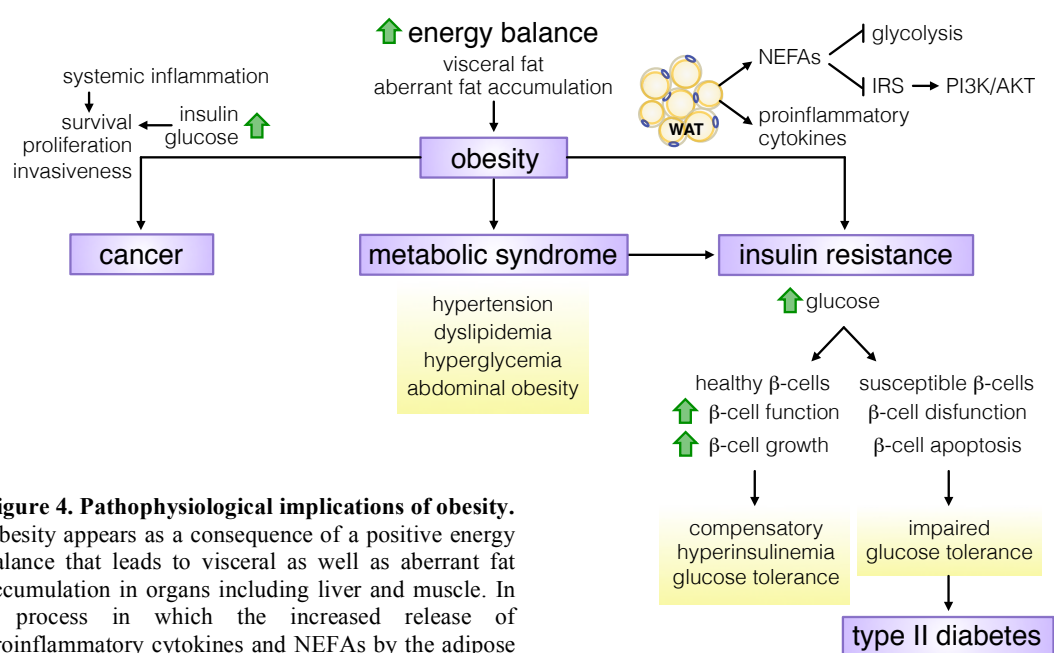 energy balance
visceral fat
aberrant fat accumulation
systemic inflammation
survival
proliferation
invasiveness
insulin
glucose
WAT
NEFAs
glycolysis
IRS
PI3K/AKT
proinflammatory
cytokines
obesity
cancer
metabolic syndrome
insulin resistance
hypertension
dyslipidemia
hyperglycemia
abdominal obesity
glucose
healthy β-cells
β-cell function
β-cell growth
susceptible β-cells
β-cell disfunction
β-cell apoptosis
compensatory
hyperinsulinemia
glucose tolerance
impaired
glucose tolerance
type II diabetes
igure 4. Pathophysiological implications of obesity.
besity appears as a consequence of a positive energy
alance that leads to visceral as well as aberrant fat
ccumulation in organs including liver and muscle. In
process in which the increased release of
roinflammatory cytokines and NEFAs by the adipose